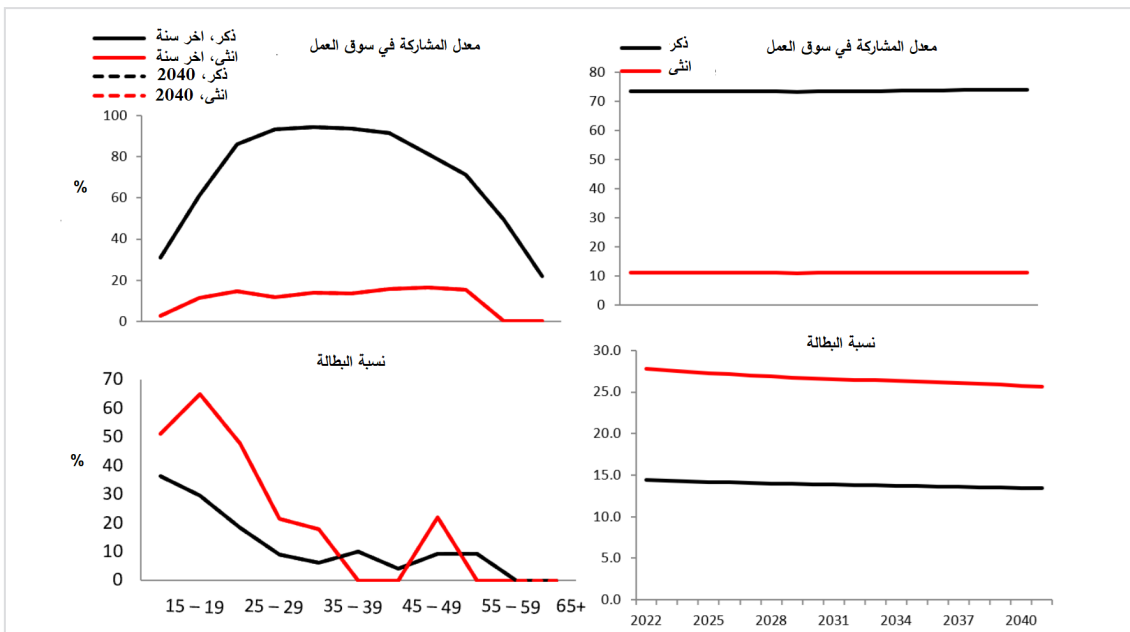 ذكر، اخر سنة
انثى، اخر سنة
ذكر، 2040
انثى، 2040
معدل المشاركة في سوق العمل
100
80
60
40
20
0
%
ذكر
انثى
معدل المشاركة في سوق العمل
80
70
60
50
40
30
20
10
0
نسبة البطالة
70
60
50
40
30
20
10
0
%
15 – 19 25 – 29 35 – 39 45 – 49 55 – 59 65+
نسبة البطالة
30.0
25.0
20.0
15.0
10.0
5.0
0.0
2022 2025 2028 2031 2034 2037 2040